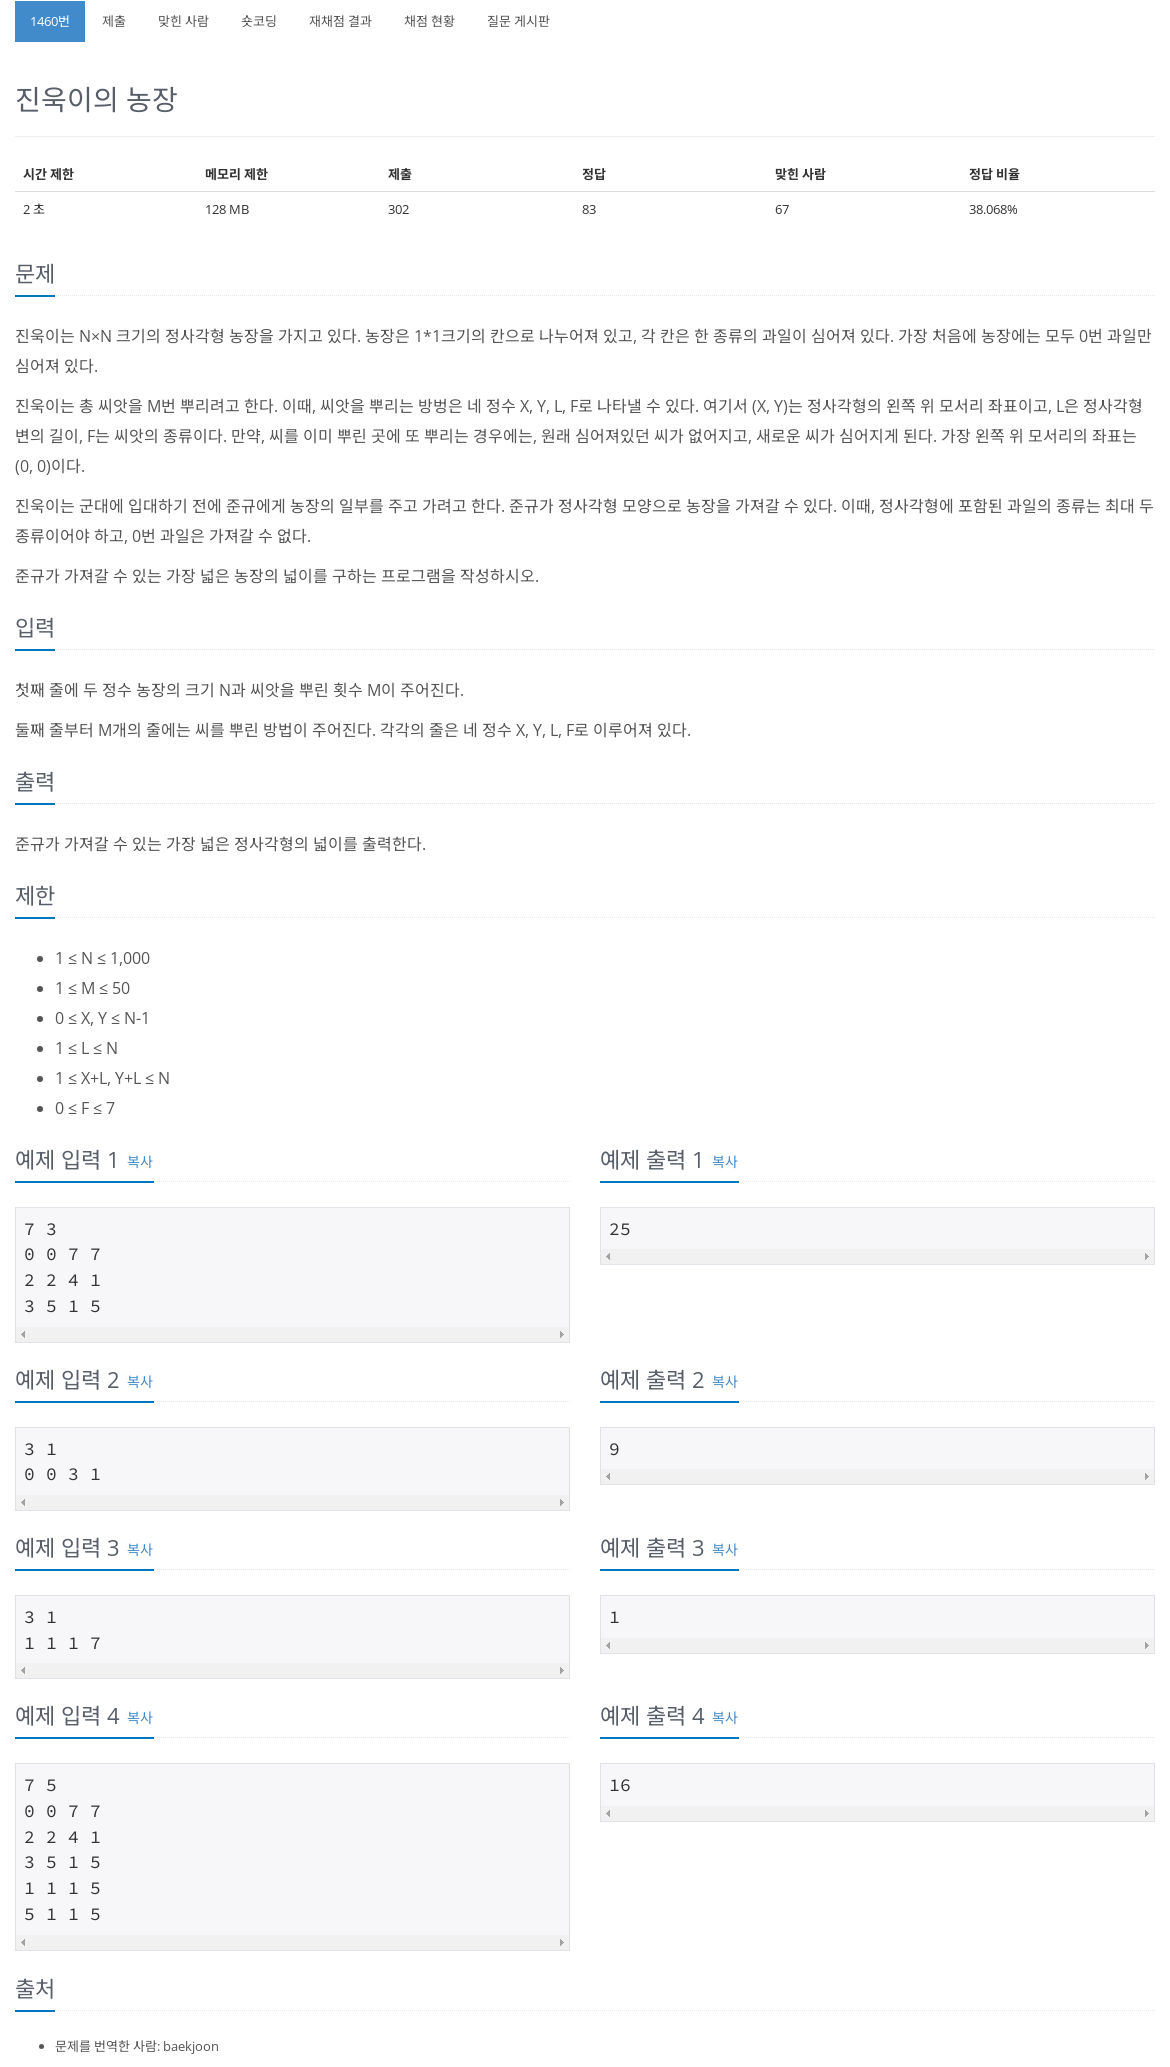 1460번 제출 맞힌 사람 숏코딩 재채점 결과 채점 현황 질문 게시판
진욱이의 농장
시간 제한 메모리 제한 제출 정답 맞힌 사람 정답 비율
2 초 128 MB 302 83 67 38.068%
문제
진욱이는 N×N 크기의 정사각형 농장을 가지고 있다. 농장은 1*1크기의 칸으로 나누어져 있고, 각 칸은 한 종류의 과일이 심어져 있다. 가장 처음에 농장에는 모두 0번 과일만
심어져 있다.
진욱이는 총 씨앗을 M번 뿌리려고 한다. 이때, 씨앗을 뿌리는 방벙은 네 정수 X, Y, L, F로 나타낼 수 있다. 여기서 (X, Y)는 정사각형의 왼쪽 위 모서리 좌표이고, L은 정사각형
변의 길이, F는 씨앗의 종류이다. 만약, 씨를 이미 뿌린 곳에 또 뿌리는 경우에는, 원래 심어져있던 씨가 없어지고, 새로운 씨가 심어지게 된다. 가장 왼쪽 위 모서리의 좌표는
(0, 0)이다.
진욱이는 군대에 입대하기 전에 준규에게 농장의 일부를 주고 가려고 한다. 준규가 정사각형 모양으로 농장을 가져갈 수 있다. 이때, 정사각형에 포함된 과일의 종류는 최대 두
종류이어야 하고, 0번 과일은 가져갈 수 없다.
준규가 가져갈 수 있는 가장 넓은 농장의 넓이를 구하는 프로그램을 작성하시오.
입력
첫째 줄에 두 정수 농장의 크기 N과 씨앗을 뿌린 횟수 M이 주어진다.
둘째 줄부터 M개의 줄에는 씨를 뿌린 방법이 주어진다. 각각의 줄은 네 정수 X, Y, L, F로 이루어져 있다.
출력
준규가 가져갈 수 있는 가장 넓은 정사각형의 넓이를 출력한다.
제한
• 1 ≤ N ≤ 1,000
• 1 ≤ M ≤ 50
• 0 ≤ X, Y ≤ N-1
• 1 ≤ L ≤ N
• 1 ≤ X+L, Y+L ≤ N
• 0 ≤ F ≤ 7
예제 입력 1 복사
7 3
0 0 7 7
2 2 4 1
3 5 1 5
예제 출력 1 복사
25
예제 입력 2 복사
3 1
0 0 3 1
예제 출력 2 복사
9
예제 입력 3 복사
3 1
1 1 1 7
예제 출력 3 복사
1
예제 입력 4 복사
7 5
0 0 7 7
2 2 4 1
3 5 1 5
1 1 1 5
5 1 1 5
예제 출력 4 복사
16
출처
• 문제를 번역한 사람: baekjoon